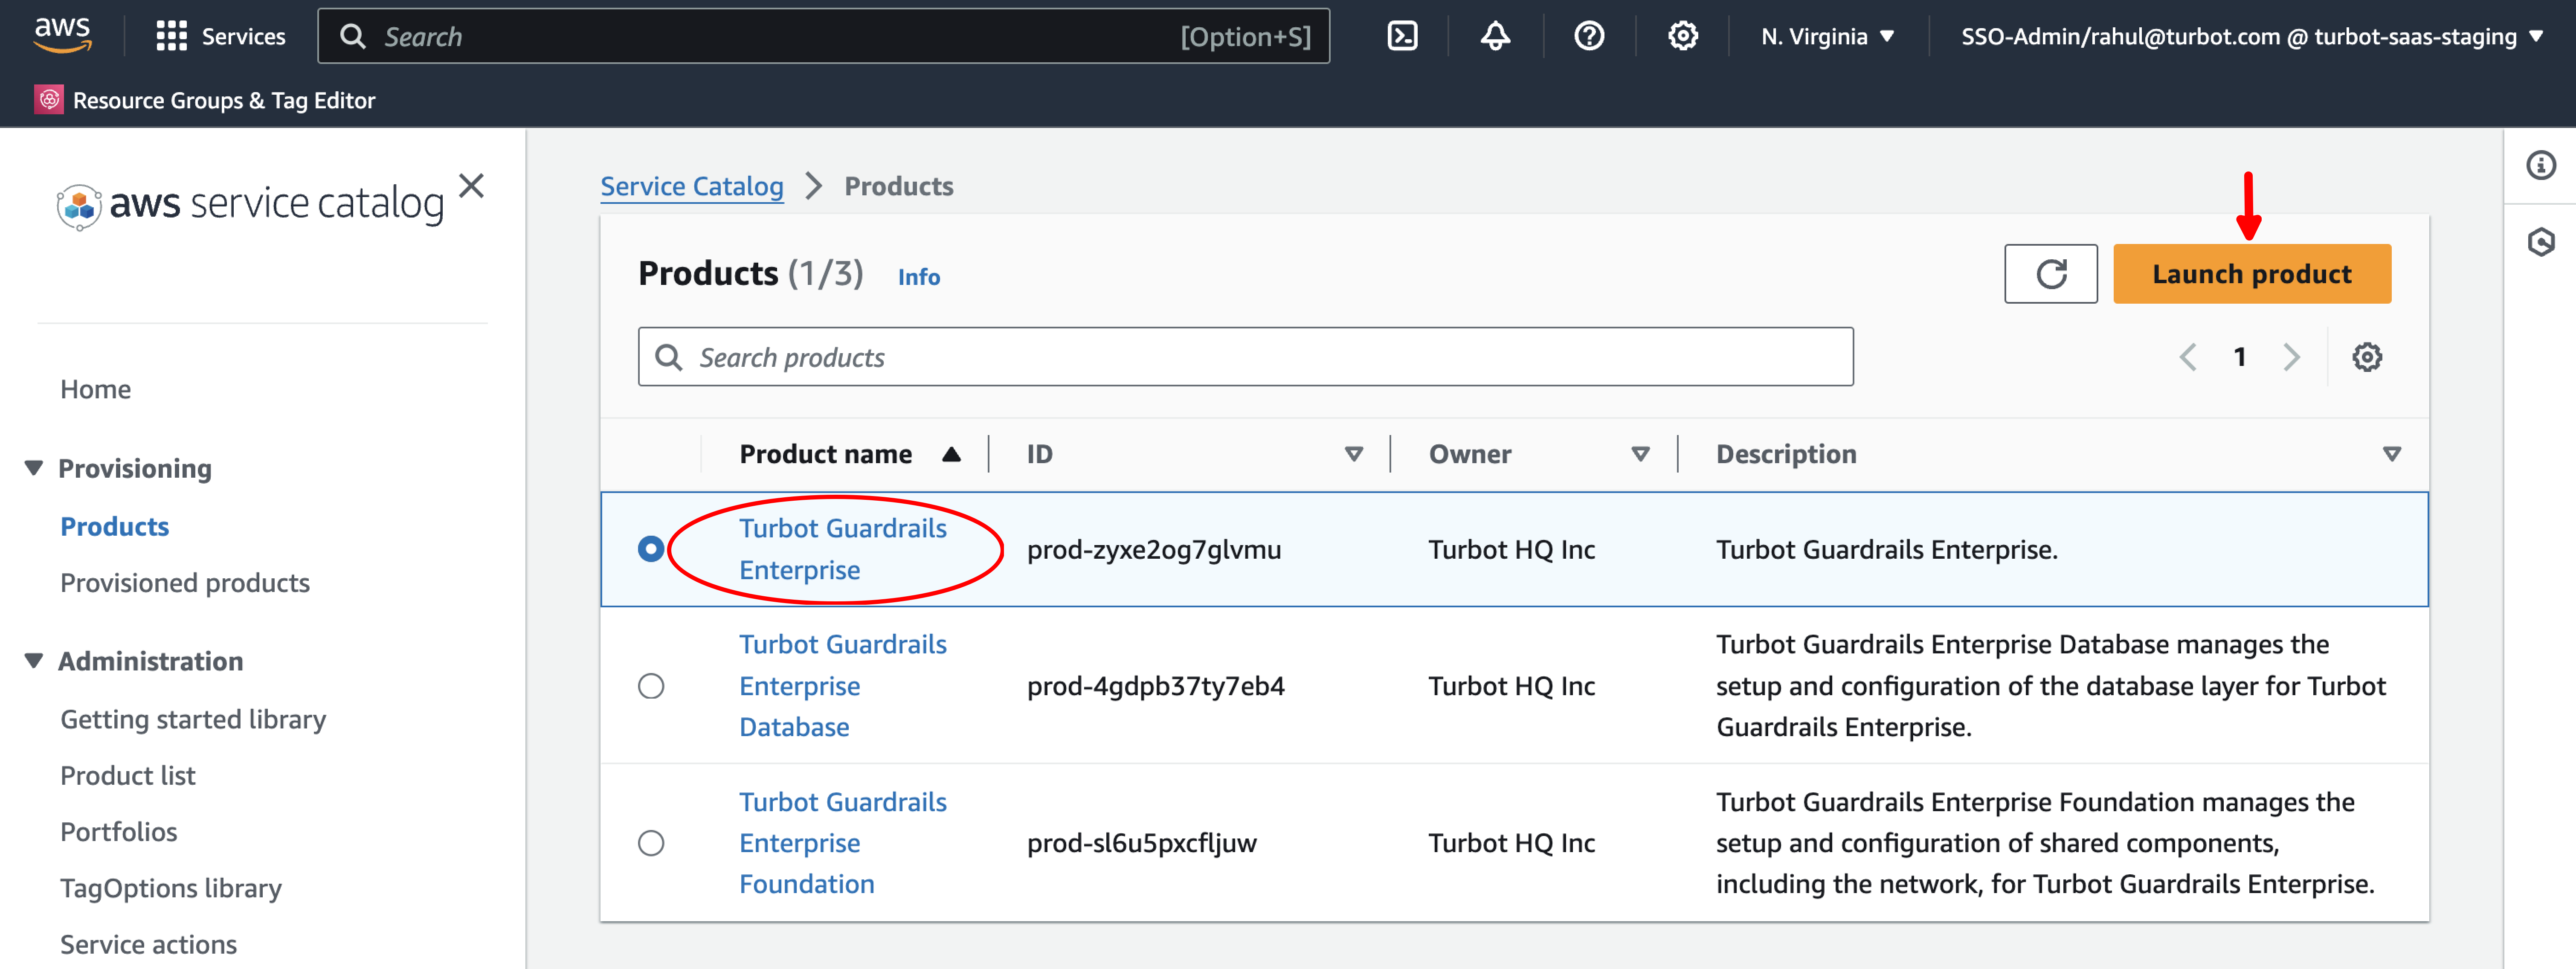 aws
Services
Search
[Option+S]
N. Virginia
SSO-Admin/rahul@turbot.com @ turbot-saas-staging
Resource Groups & Tag Editor
aws service catalog
Home
Provisioning
Products
Provisioned products
Administration
Getting started library
Product list
Portfolios
TagOptions library
Service actions
Service Catalog
Products
Products (1/3)
Info
Launch product
Search products
1
Product name
ID
Owner
Description
Turbot Guardrails
Enterprise
prod-zyxe2og7glvmu
Turbot HQ Inc
Turbot Guardrails Enterprise.
Turbot Guardrails
Enterprise
Database
prod-4gdpb37ty7eb4
Turbot HQ Inc
Turbot Guardrails Enterprise Database manages the
setup and configuration of the database layer for Turbot
Guardrails Enterprise.
Turbot Guardrails
Enterprise
Foundation
prod-sl6u5pxcfljuw
Turbot HQ Inc
Turbot Guardrails Enterprise Foundation manages the
setup and configuration of shared components,
including the network, for Turbot Guardrails Enterprise.